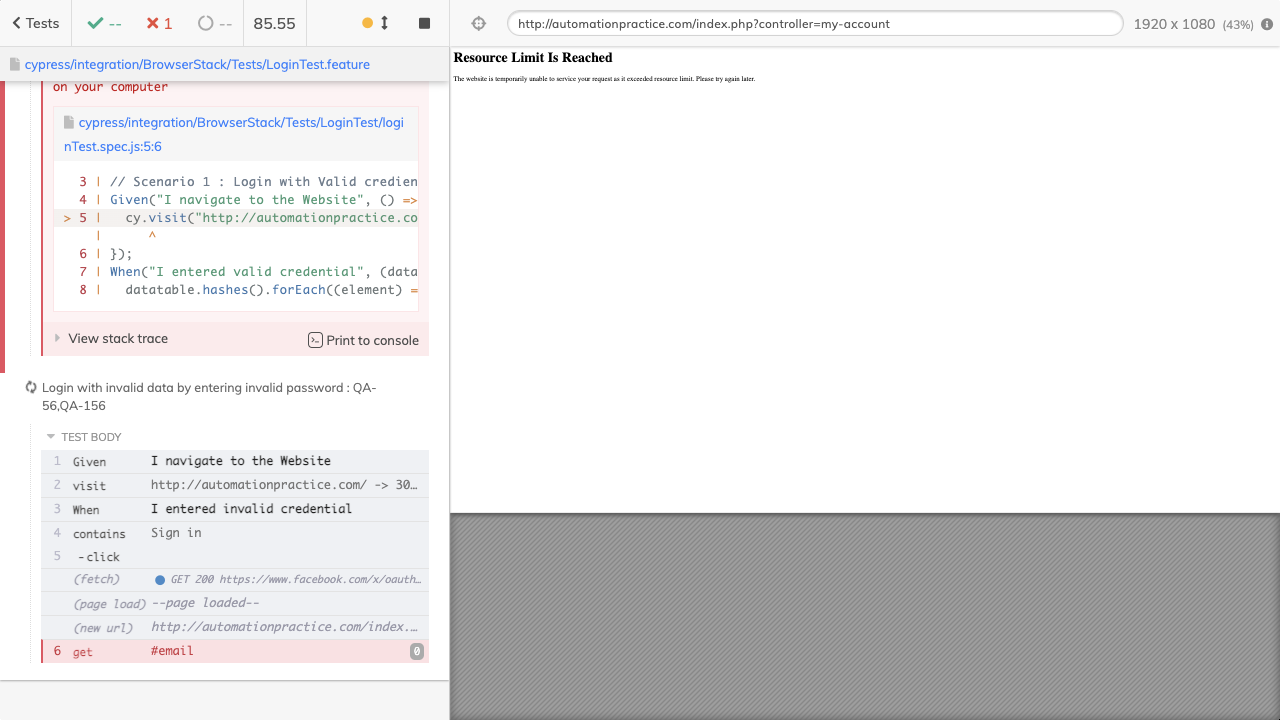 Tests -- 1 -- 85.55
http://automationpractice.com/index.php?controller=my-account 1920 x 1080 (43%)
cypress/integration/BrowserStack/Tests/LoginTest.feature
on your computer
cypress/integration/BrowserStack/Tests/LoginTest/logi
nTest.spec.js:5:6
3 | // Scenario 1 : Login with Valid credien
4 | Given("I navigate to the Website", () =>
> 5 | cy.visit("http://automationpractice.co
| ^
6 | });
7 | When("I entered valid credential", (data
8 | datatable.hashes().forEach((element) =
View stack trace Print to console
Login with invalid data by entering invalid password : QA-
56,QA-156
TEST BODY
1 Given I navigate to the Website
2 visit http://automationpractice.com/ -> 30…
3 When I entered invalid credential
4 contains Sign in
5 -click
(fetch) GET 200 https://www.facebook.com/x/oauth…
(page load) --page loaded--
(new url) http://automationpractice.com/index.…
6 get #email 0
Resource Limit Is Reached
The website is temporarily unable to service your request as it exceeded resource limit. Please try again later.